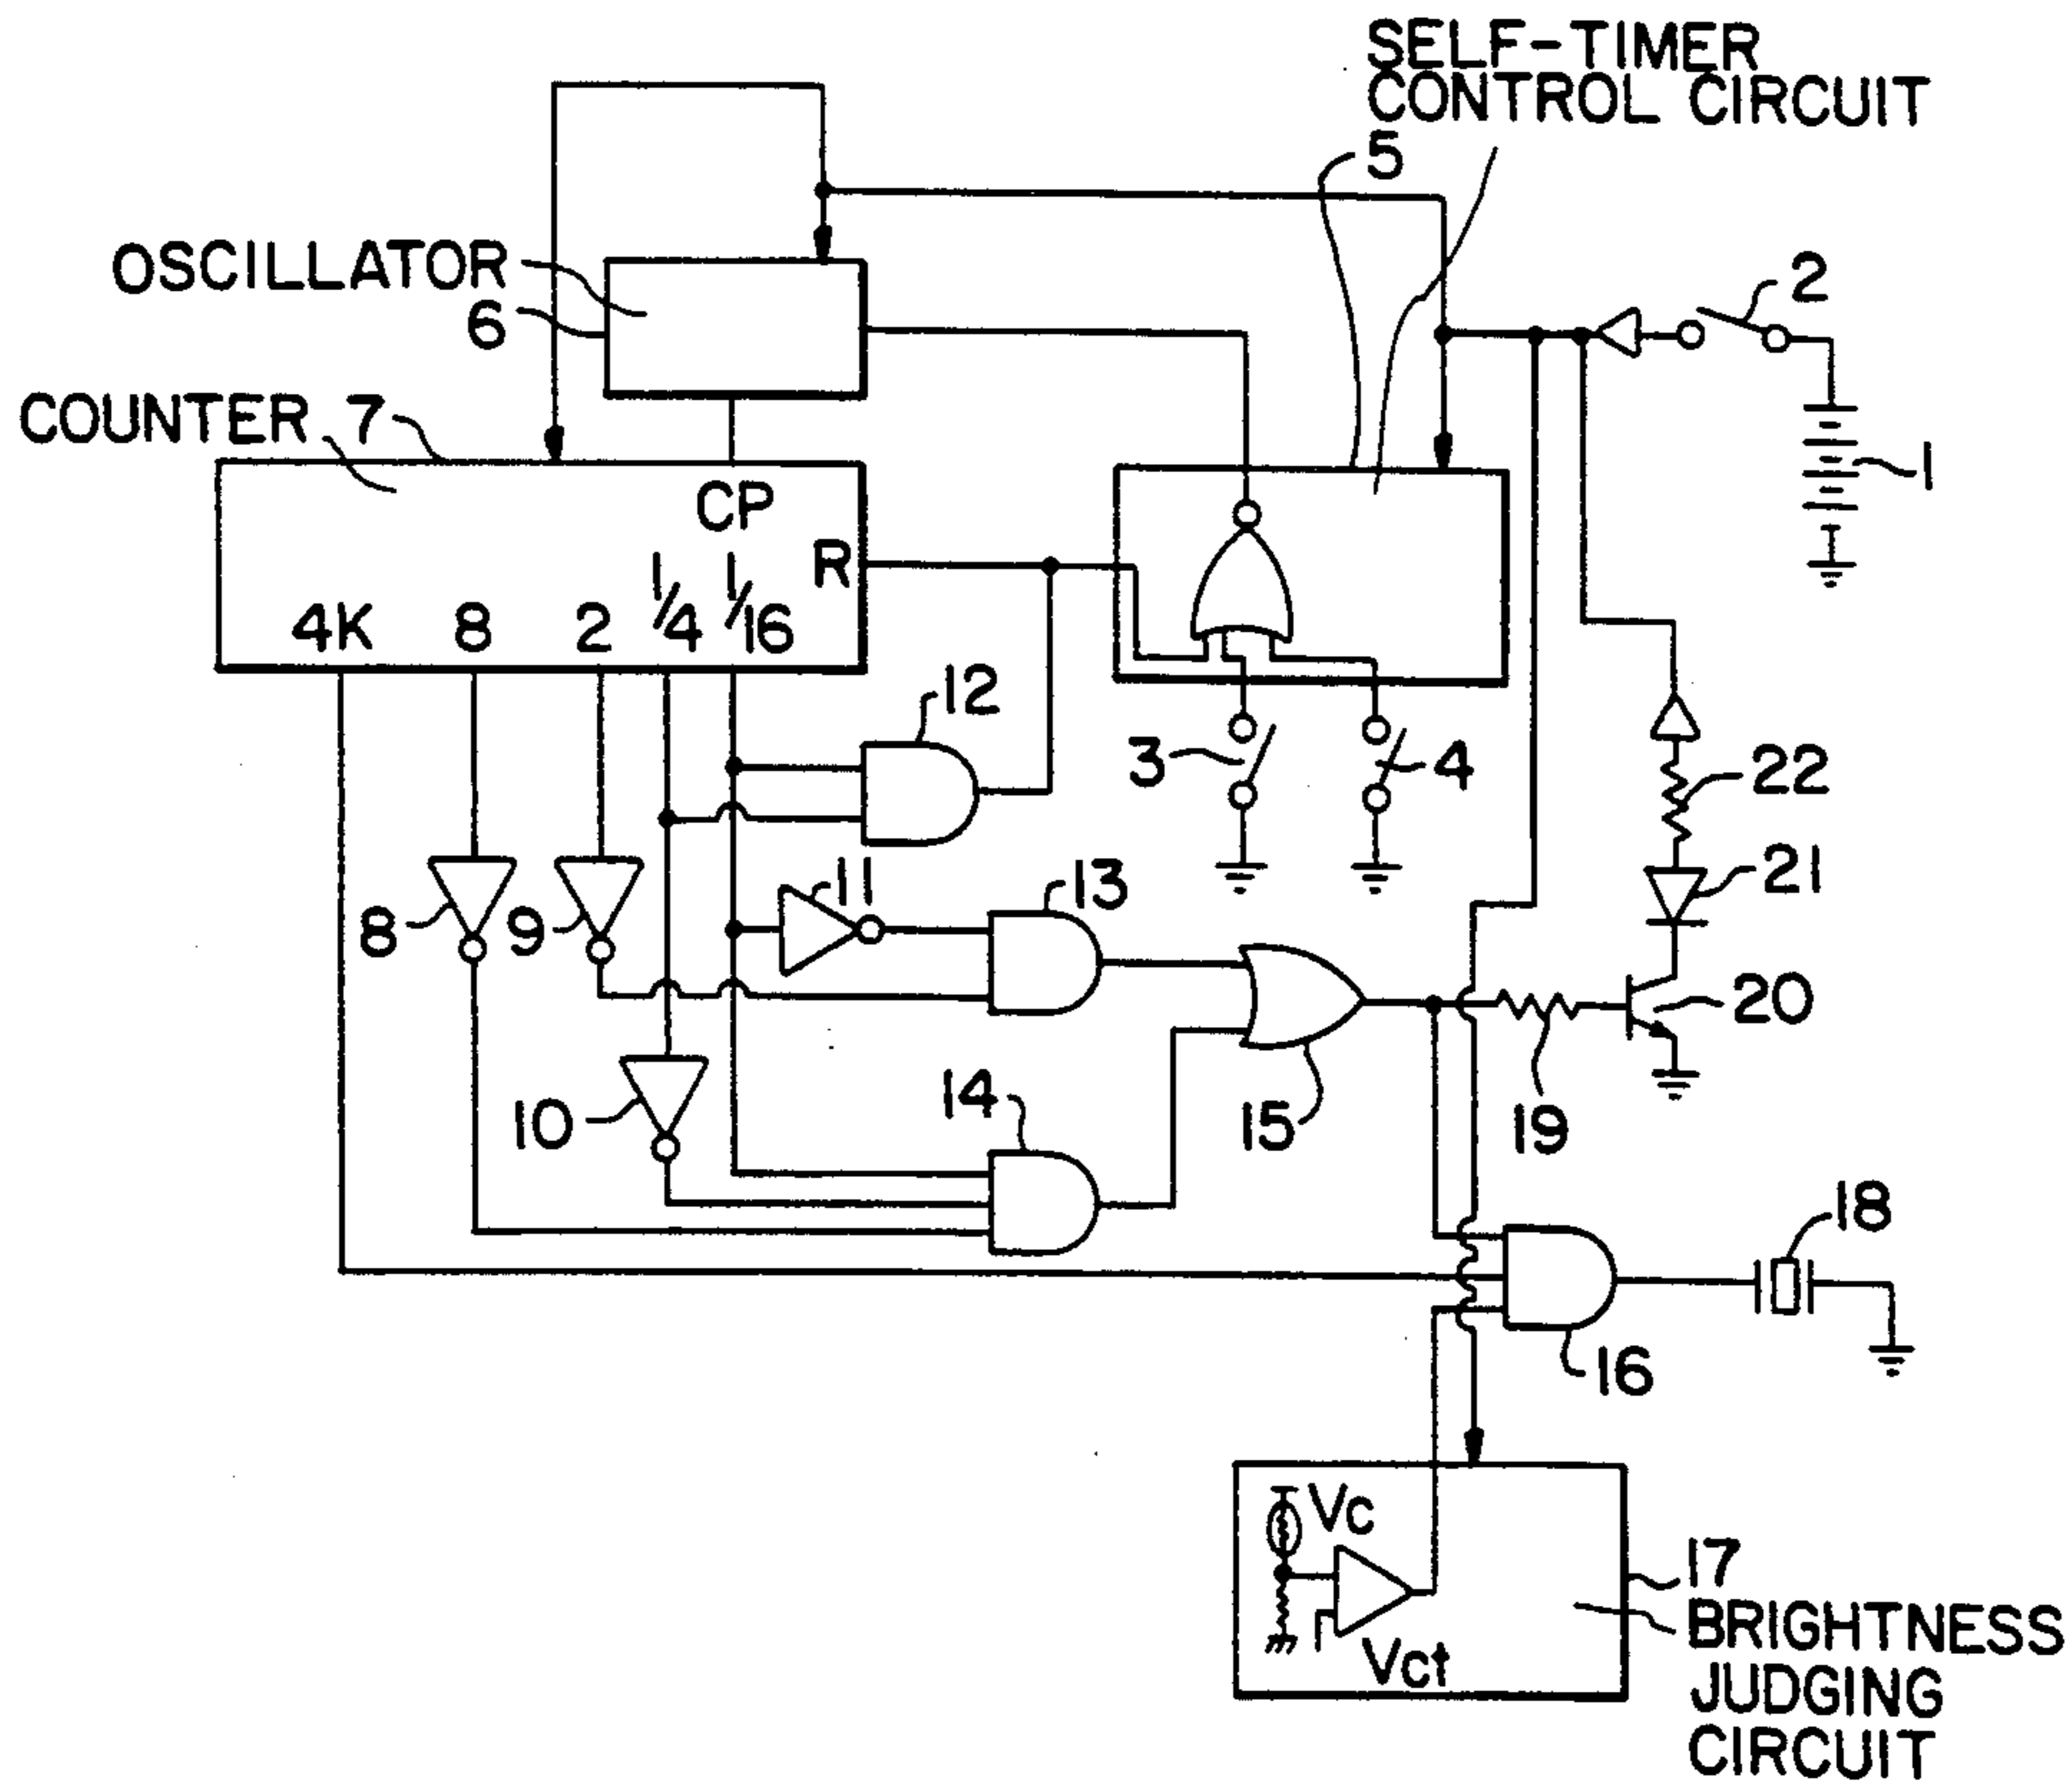 SELF-TIMER
CONTROL CIRCUIT
5
OSCILLATOR
6
2
COUNTER 7
1
CP
R
4K 8 2 1/4 1/16
12
3
4
22
11
13
21
8
9
20
10
14
15
19
18
16
Vc
17
BRIGHTNESS
JUDGING
CIRCUIT
Vct